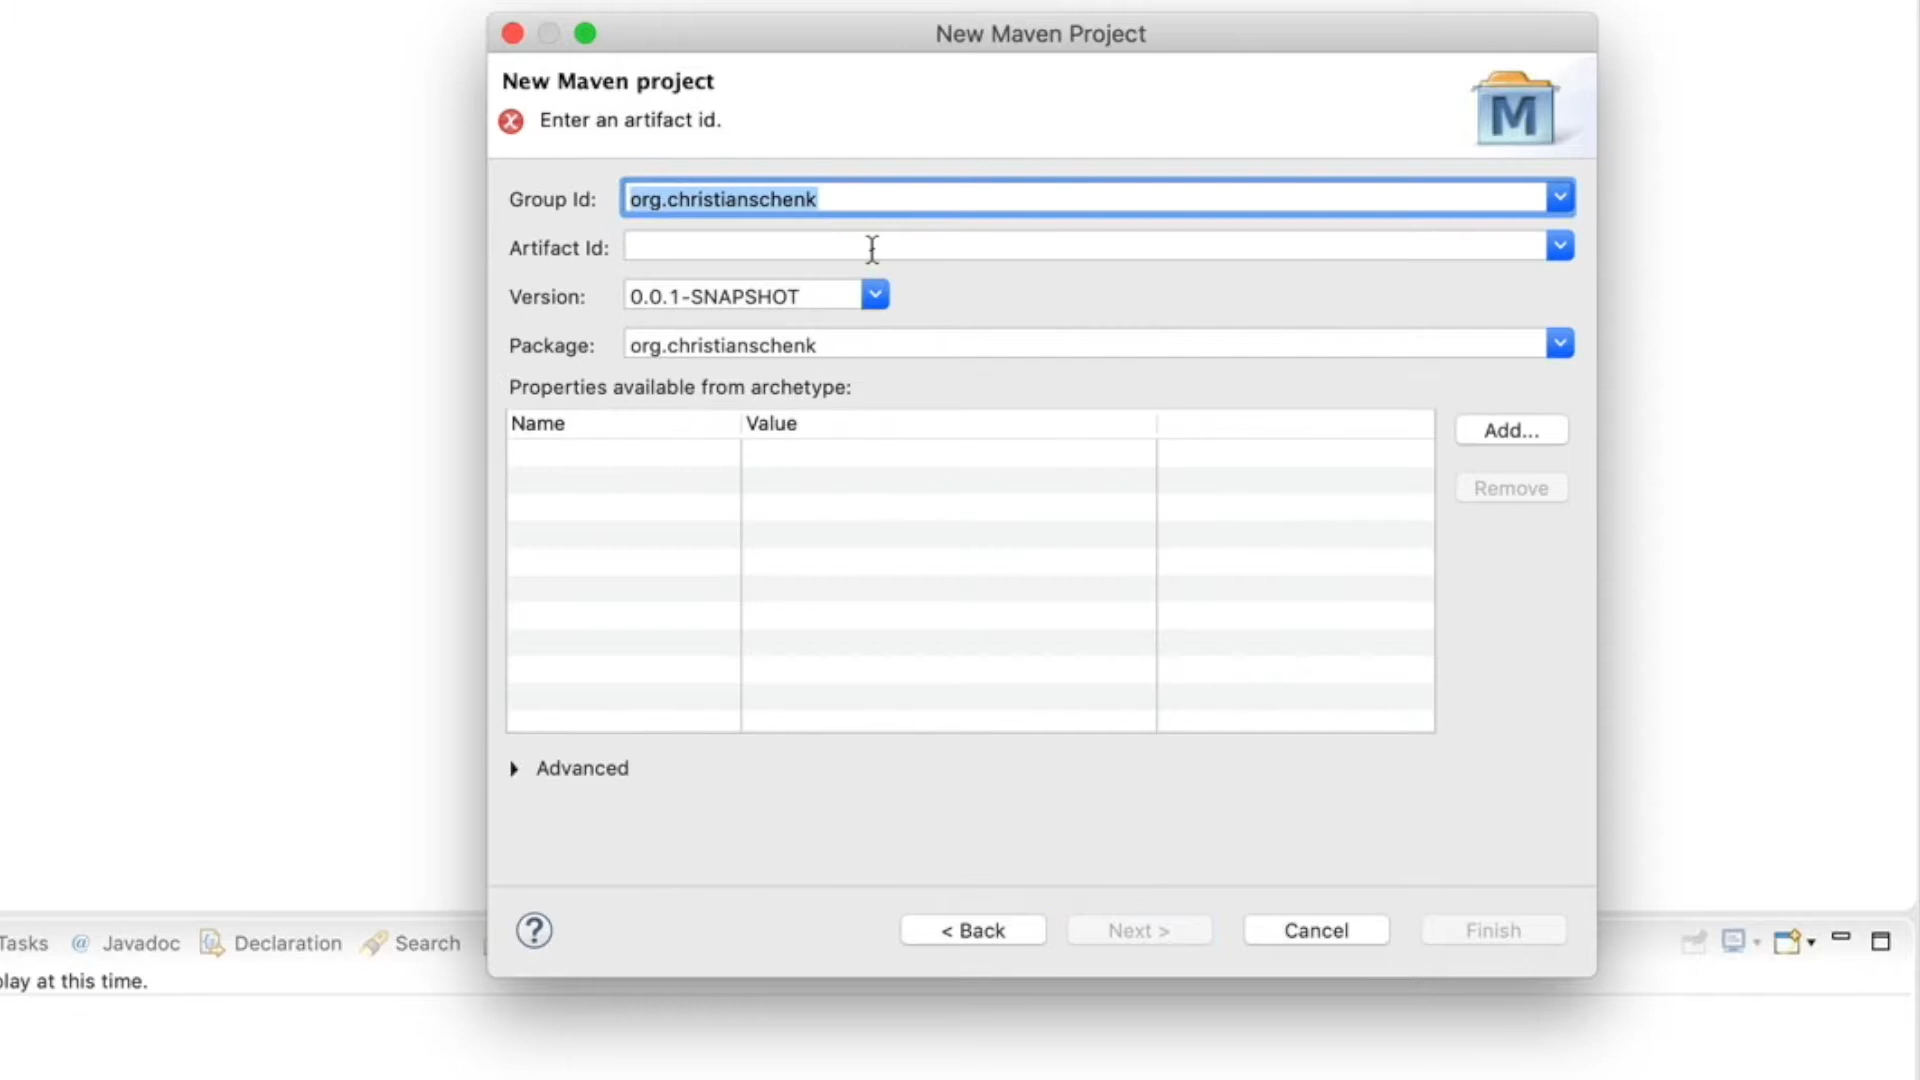 New Maven Project
New Maven project
Enter an artifact id.
M
Group Id: org.christianschenk
Artifact Id:
Version: 0.0.1-SNAPSHOT
Package: org.christianschenk
Properties available from archetype:
Name Value
Add...
Remove
Advanced
? < Back Next > Cancel Finish
Tasks @ Javadoc Declaration Search
play at this time.